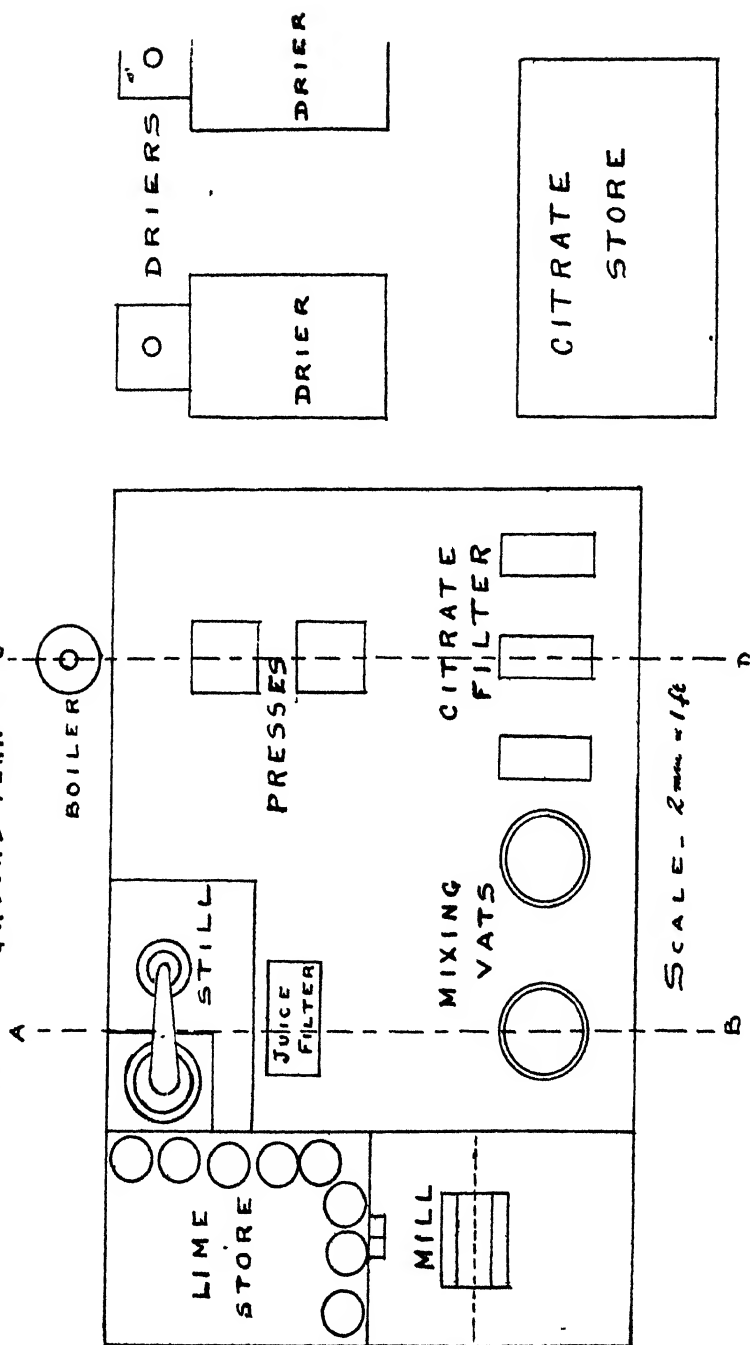 A
C
BOILER
DRIERS
DRIER
DRIER
LIME
STORE
STILL
JUICE
FILTER
PRESSES
MILL
MIXING
VATS
CITRATE
FILTER
CITRATE
STORE
B
D
SCALE - 2mm = 1ft